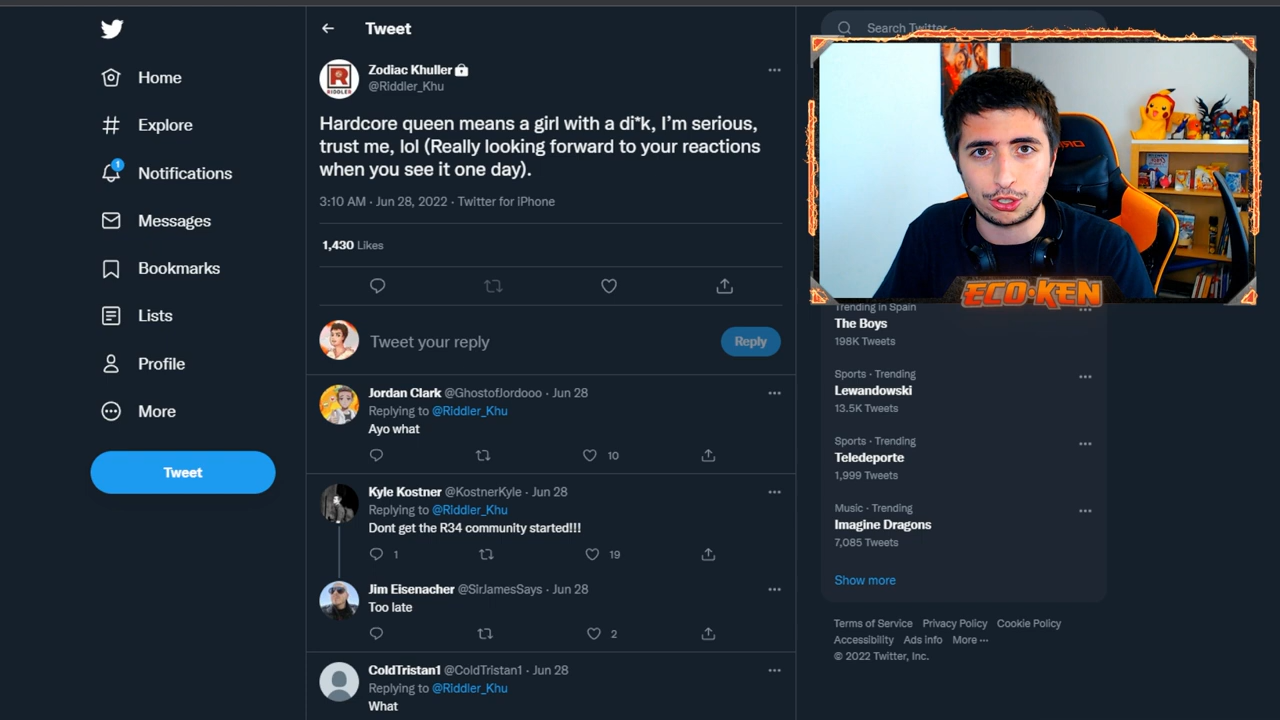 Home
Explore
1
Notifications
Messages
Bookmarks
Lists
Profile
More
Tweet
Tweet
R
RIDDLER
Zodiac Khuller
@Riddler_Khu
Hardcore queen means a girl with a di*k, I'm serious,
trust me, lol (Really looking forward to your reactions
when you see it one day).
3:10 AM · Jun 28, 2022 · Twitter for iPhone
1,430 Likes
Tweet your reply
Reply
Jordan Clark @GhostofJordooo · Jun 28
Replying to @Riddler_Khu
Ayo what
10
Kyle Kostner @KostnerKyle · Jun 28
Replying to @Riddler_Khu
Dont get the R34 community started!!!
1
19
Jim Eisenacher @SirJamesSays · Jun 28
Too late
2
ColdTristan1 @ColdTristan1 · Jun 28
Replying to @Riddler_Khu
What
Search Twitter
ECO·KEN
Trending in Spain
The Boys
198K Tweets
Sports · Trending
Lewandowski
13.5K Tweets
Sports · Trending
Teledeporte
1,999 Tweets
Music · Trending
Imagine Dragons
7,085 Tweets
Show more
Terms of Service Privacy Policy Cookie Policy
Accessibility Ads info More ···
© 2022 Twitter, Inc.